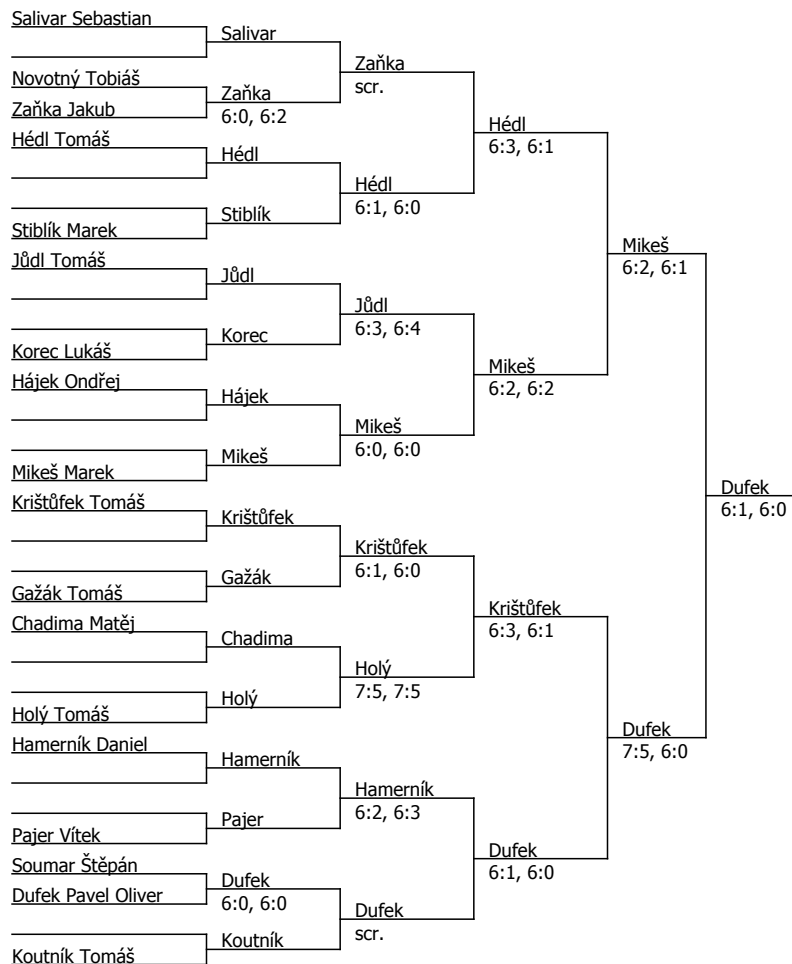 Salivar Sebastian
Salivar
Novotný Tobiáš
Zaňka Jakub
Zaňka
6:0, 6:2
Zaňka
scr.
Hédl Tomáš
Hédl
Stiblík Marek
Stiblík
Hédl
6:1, 6:0
Hédl
6:3, 6:1
Jůdl Tomáš
Jůdl
Korec Lukáš
Korec
Jůdl
6:3, 6:4
Hájek Ondřej
Hájek
Mikeš Marek
Mikeš
Mikeš
6:0, 6:0
Mikeš
6:2, 6:2
Mikeš
6:2, 6:1
Krištůfek Tomáš
Krištůfek
Gažák Tomáš
Gažák
Krištůfek
6:1, 6:0
Chadima Matěj
Chadima
Holý Tomáš
Holý
Holý
7:5, 7:5
Krištůfek
6:3, 6:1
Hamerník Daniel
Hamerník
Pajer Vítek
Pajer
Hamerník
6:2, 6:3
Soumar Štěpán
Dufek Pavel Oliver
Dufek
6:0, 6:0
Koutník Tomáš
Koutník
Dufek
scr.
Dufek
6:1, 6:0
Dufek
7:5, 6:0
Dufek
6:1, 6:0